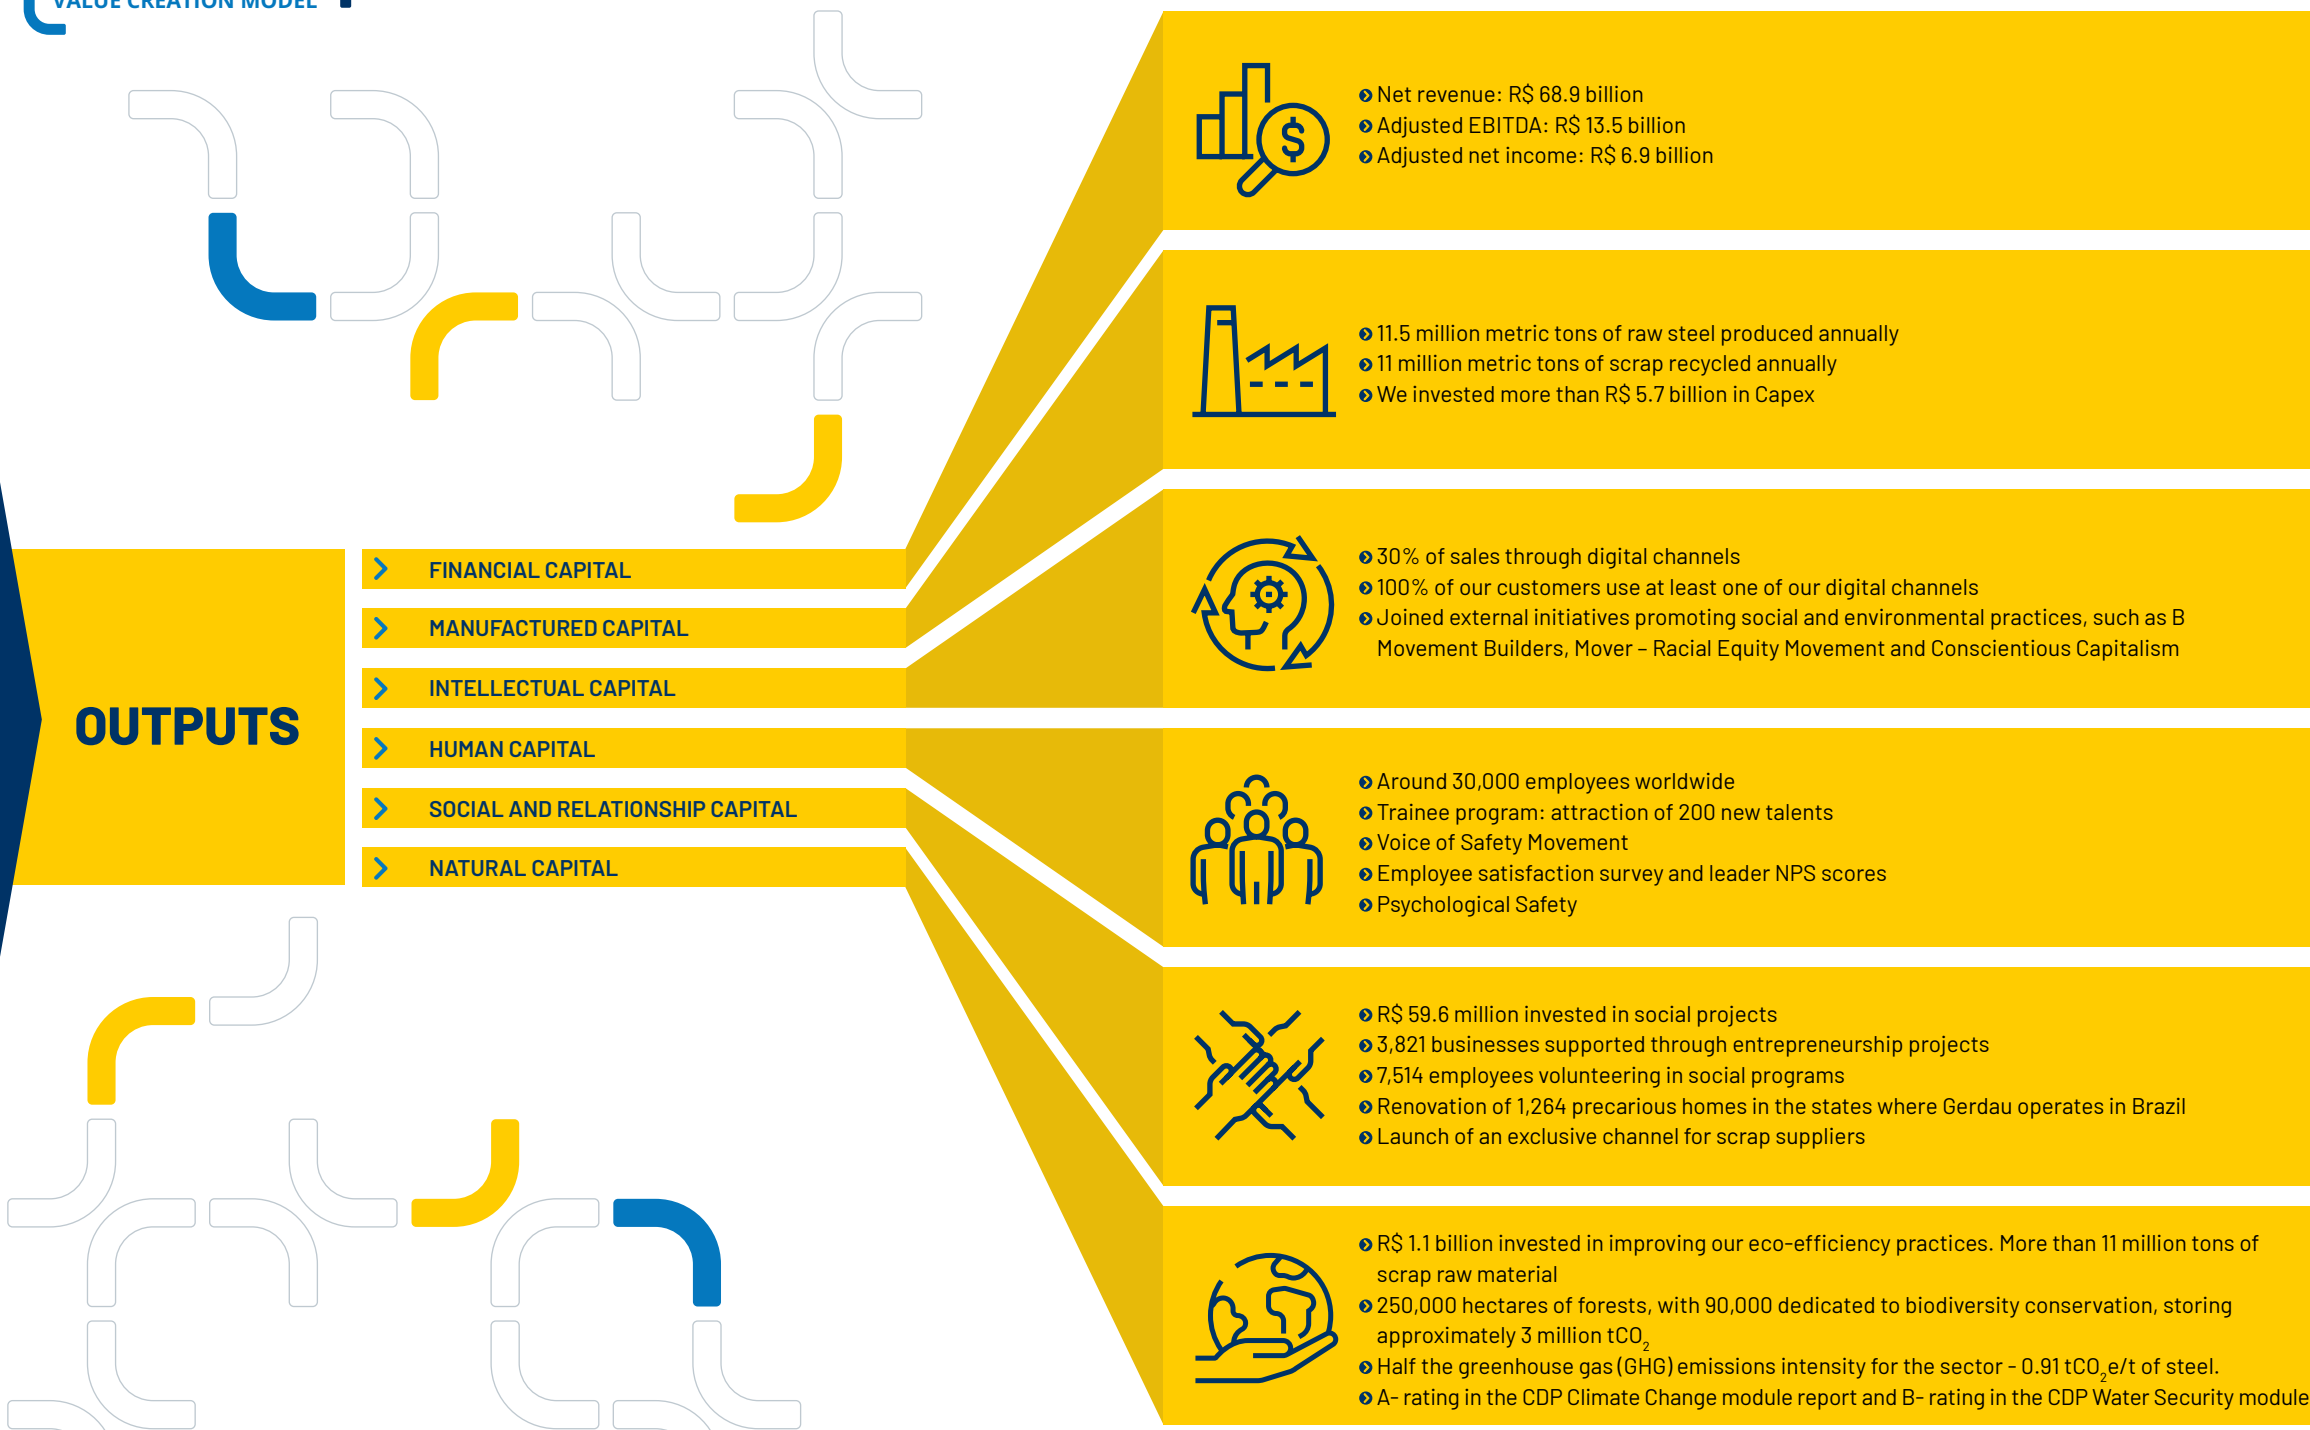 VALUE CREATION MODEL
OUTPUTS
FINANCIAL CAPITAL
MANUFACTURED CAPITAL
INTELLECTUAL CAPITAL
HUMAN CAPITAL
SOCIAL AND RELATIONSHIP CAPITAL
NATURAL CAPITAL
Net revenue: R$ 68.9 billion
Adjusted EBITDA: R$ 13.5 billion
Adjusted net income: R$ 6.9 billion
11.5 million metric tons of raw steel produced annually
11 million metric tons of scrap recycled annually
We invested more than R$ 5.7 billion in Capex
30% of sales through digital channels
100% of our customers use at least one of our digital channels
Joined external initiatives promoting social and environmental practices, such as B
Movement Builders, Mover – Racial Equity Movement and Conscientious Capitalism
Around 30,000 employees worldwide
Trainee program: attraction of 200 new talents
Voice of Safety Movement
Employee satisfaction survey and leader NPS scores
Psychological Safety
R$ 59.6 million invested in social projects
3,821 businesses supported through entrepreneurship projects
7,514 employees volunteering in social programs
Renovation of 1,264 precarious homes in the states where Gerdau operates in Brazil
Launch of an exclusive channel for scrap suppliers
R$ 1.1 billion invested in improving our eco-efficiency practices. More than 11 million tons of
scrap raw material
250,000 hectares of forests, with 90,000 dedicated to biodiversity conservation, storing
approximately 3 million tCO₂
Half the greenhouse gas (GHG) emissions intensity for the sector - 0.91 tCO₂e/t of steel.
A- rating in the CDP Climate Change module report and B- rating in the CDP Water Security module